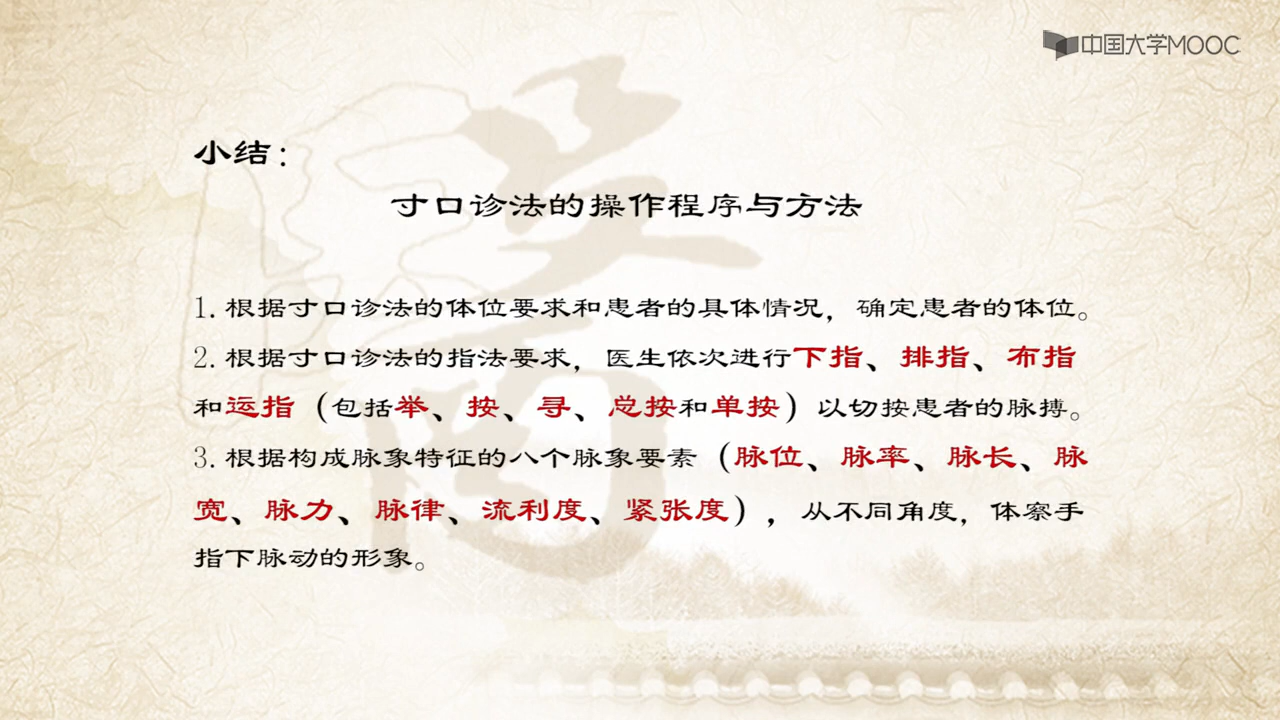 中国大学MOOC
小结：
寸口诊法的操作程序与方法
1. 根据寸口诊法的体位要求和患者的具体情况，确定患者的体位。
2. 根据寸口诊法的指法要求，医生依次进行下指、排指、布指
和运指（包括举、按、寻、总按和单按）以切按患者的脉搏。
3. 根据构成脉象特征的八个脉象要素（脉位、脉率、脉长、脉
宽、脉力、脉律、流利度、紧张度），从不同角度，体察手
指下脉动的形象。